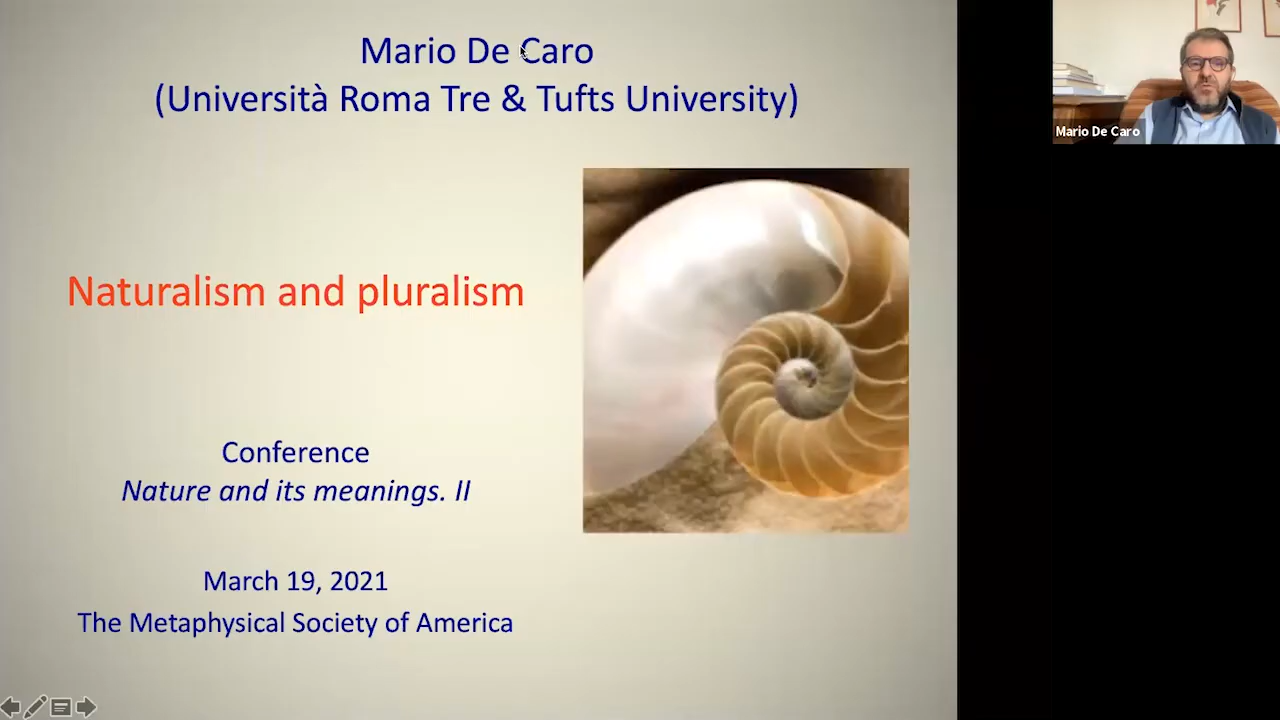 Mario De Caro
(Università Roma Tre & Tufts University)
Mario De Caro
Naturalism and pluralism
Conference
Nature and its meanings. II
March 19, 2021
The Metaphysical Society of America